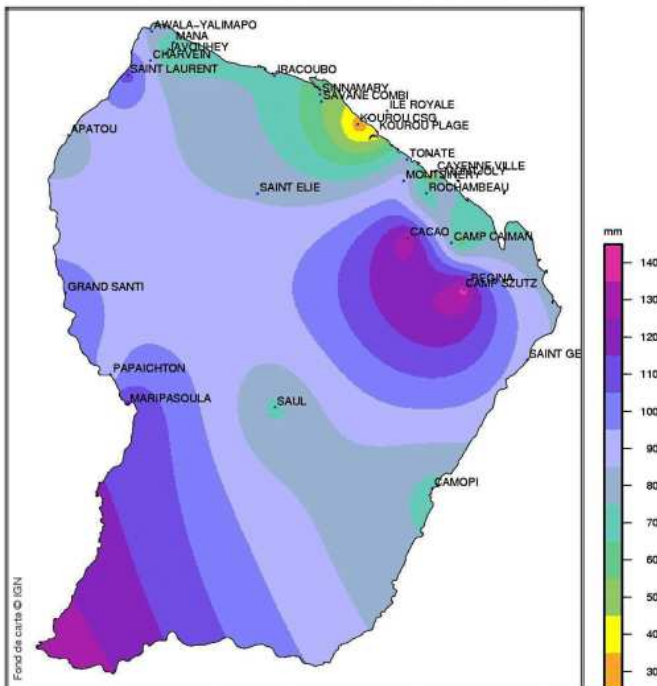 AWALA-YALIMAPO
MANA
JAVOUHEY
CHARVEIN
SAINT LAURENT
IRACOUBO
SINNAMARY
SAVANE COMBI
ILE ROYALE
KOUROU CSG
KOUROU PLAGE
APATOU
TONATE
CAYENNE VILLE
MONTSINERY
ROCHAMBEAU
SAINT ELIE
CACAO
CAMP CAIMAN
REGINA
CAMP SZUTZ
GRAND SANTI
SAINT GE
PAPAICHTON
MARIPASOULA
SAUL
CAMOPI
mm
140
130
120
110
100
90
80
70
60
50
40
30
Fond de carte © IGN